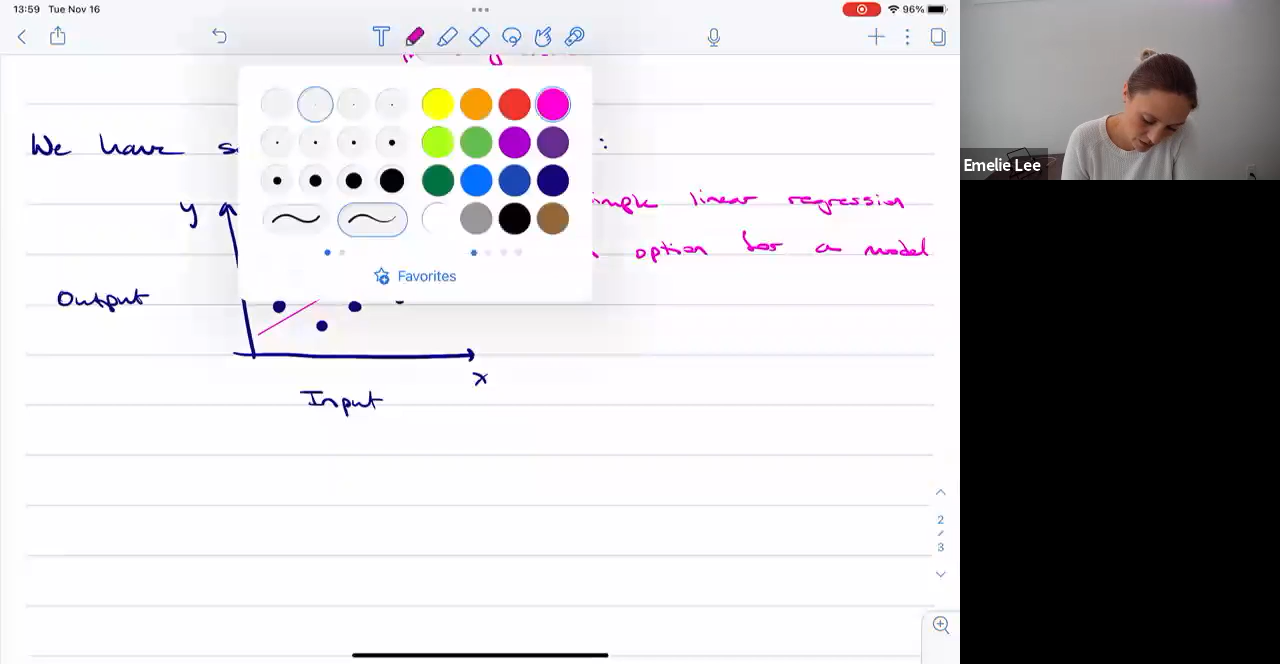 13:59 Tue Nov 16
96%
T
Emelie Lee
We have
:
y
simple linear regression
option for a model
Favorites
Output
x
Input
2
3